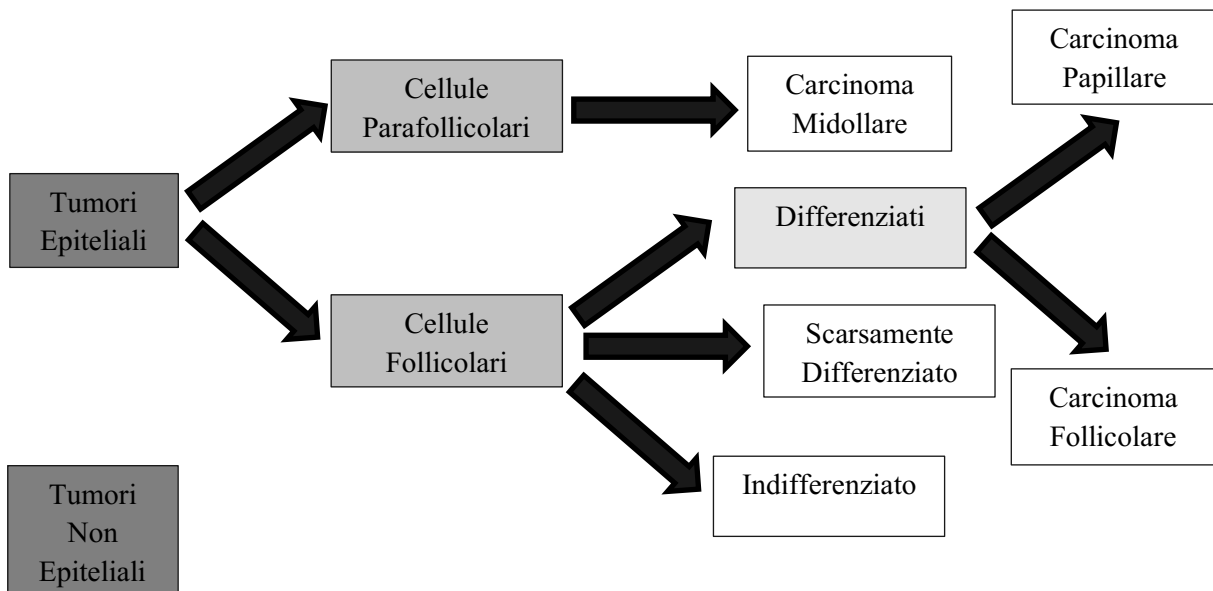 Tumori
Epiteliali
Cellule
Parafollicolari
Carcinoma
Midollare
Cellule
Follicolari
Differenziati
Carcinoma
Papillare
Carcinoma
Follicolare
Scarsamente
Differenziato
Indifferenziato
Tumori
Non
Epiteliali